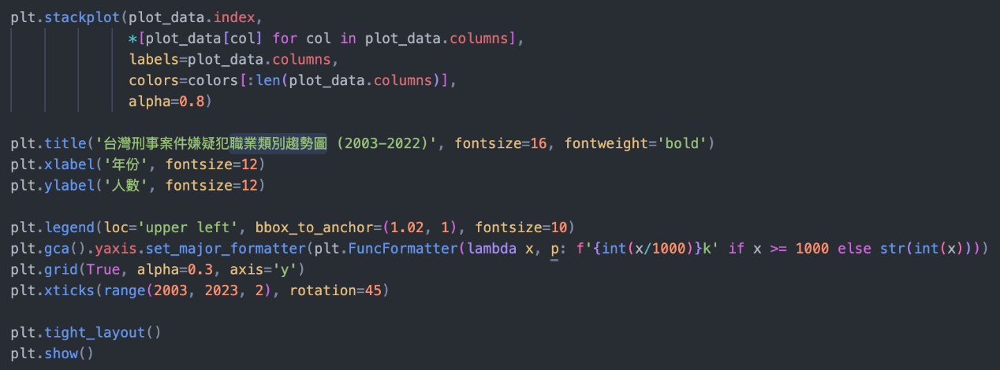 plt.stackplot(plot_data.index,
*[plot_data[col] for col in plot_data.columns],
labels=plot_data.columns,
colors=colors[:len(plot_data.columns)],
alpha=0.8)
plt.title('台灣刑事案件嫌疑犯職業類別趨勢圖 (2003-2022)', fontsize=16, fontweight='bold')
plt.xlabel('年份', fontsize=12)
plt.ylabel('人數', fontsize=12)
plt.legend(loc='upper left', bbox_to_anchor=(1.02, 1), fontsize=10)
plt.gca().yaxis.set_major_formatter(plt.FuncFormatter(lambda x, p: f'{int(x/1000)}k' if x >= 1000 else str(int(x))))
plt.grid(True, alpha=0.3, axis='y')
plt.xticks(range(2003, 2023, 2), rotation=45)
plt.tight_layout()
plt.show()